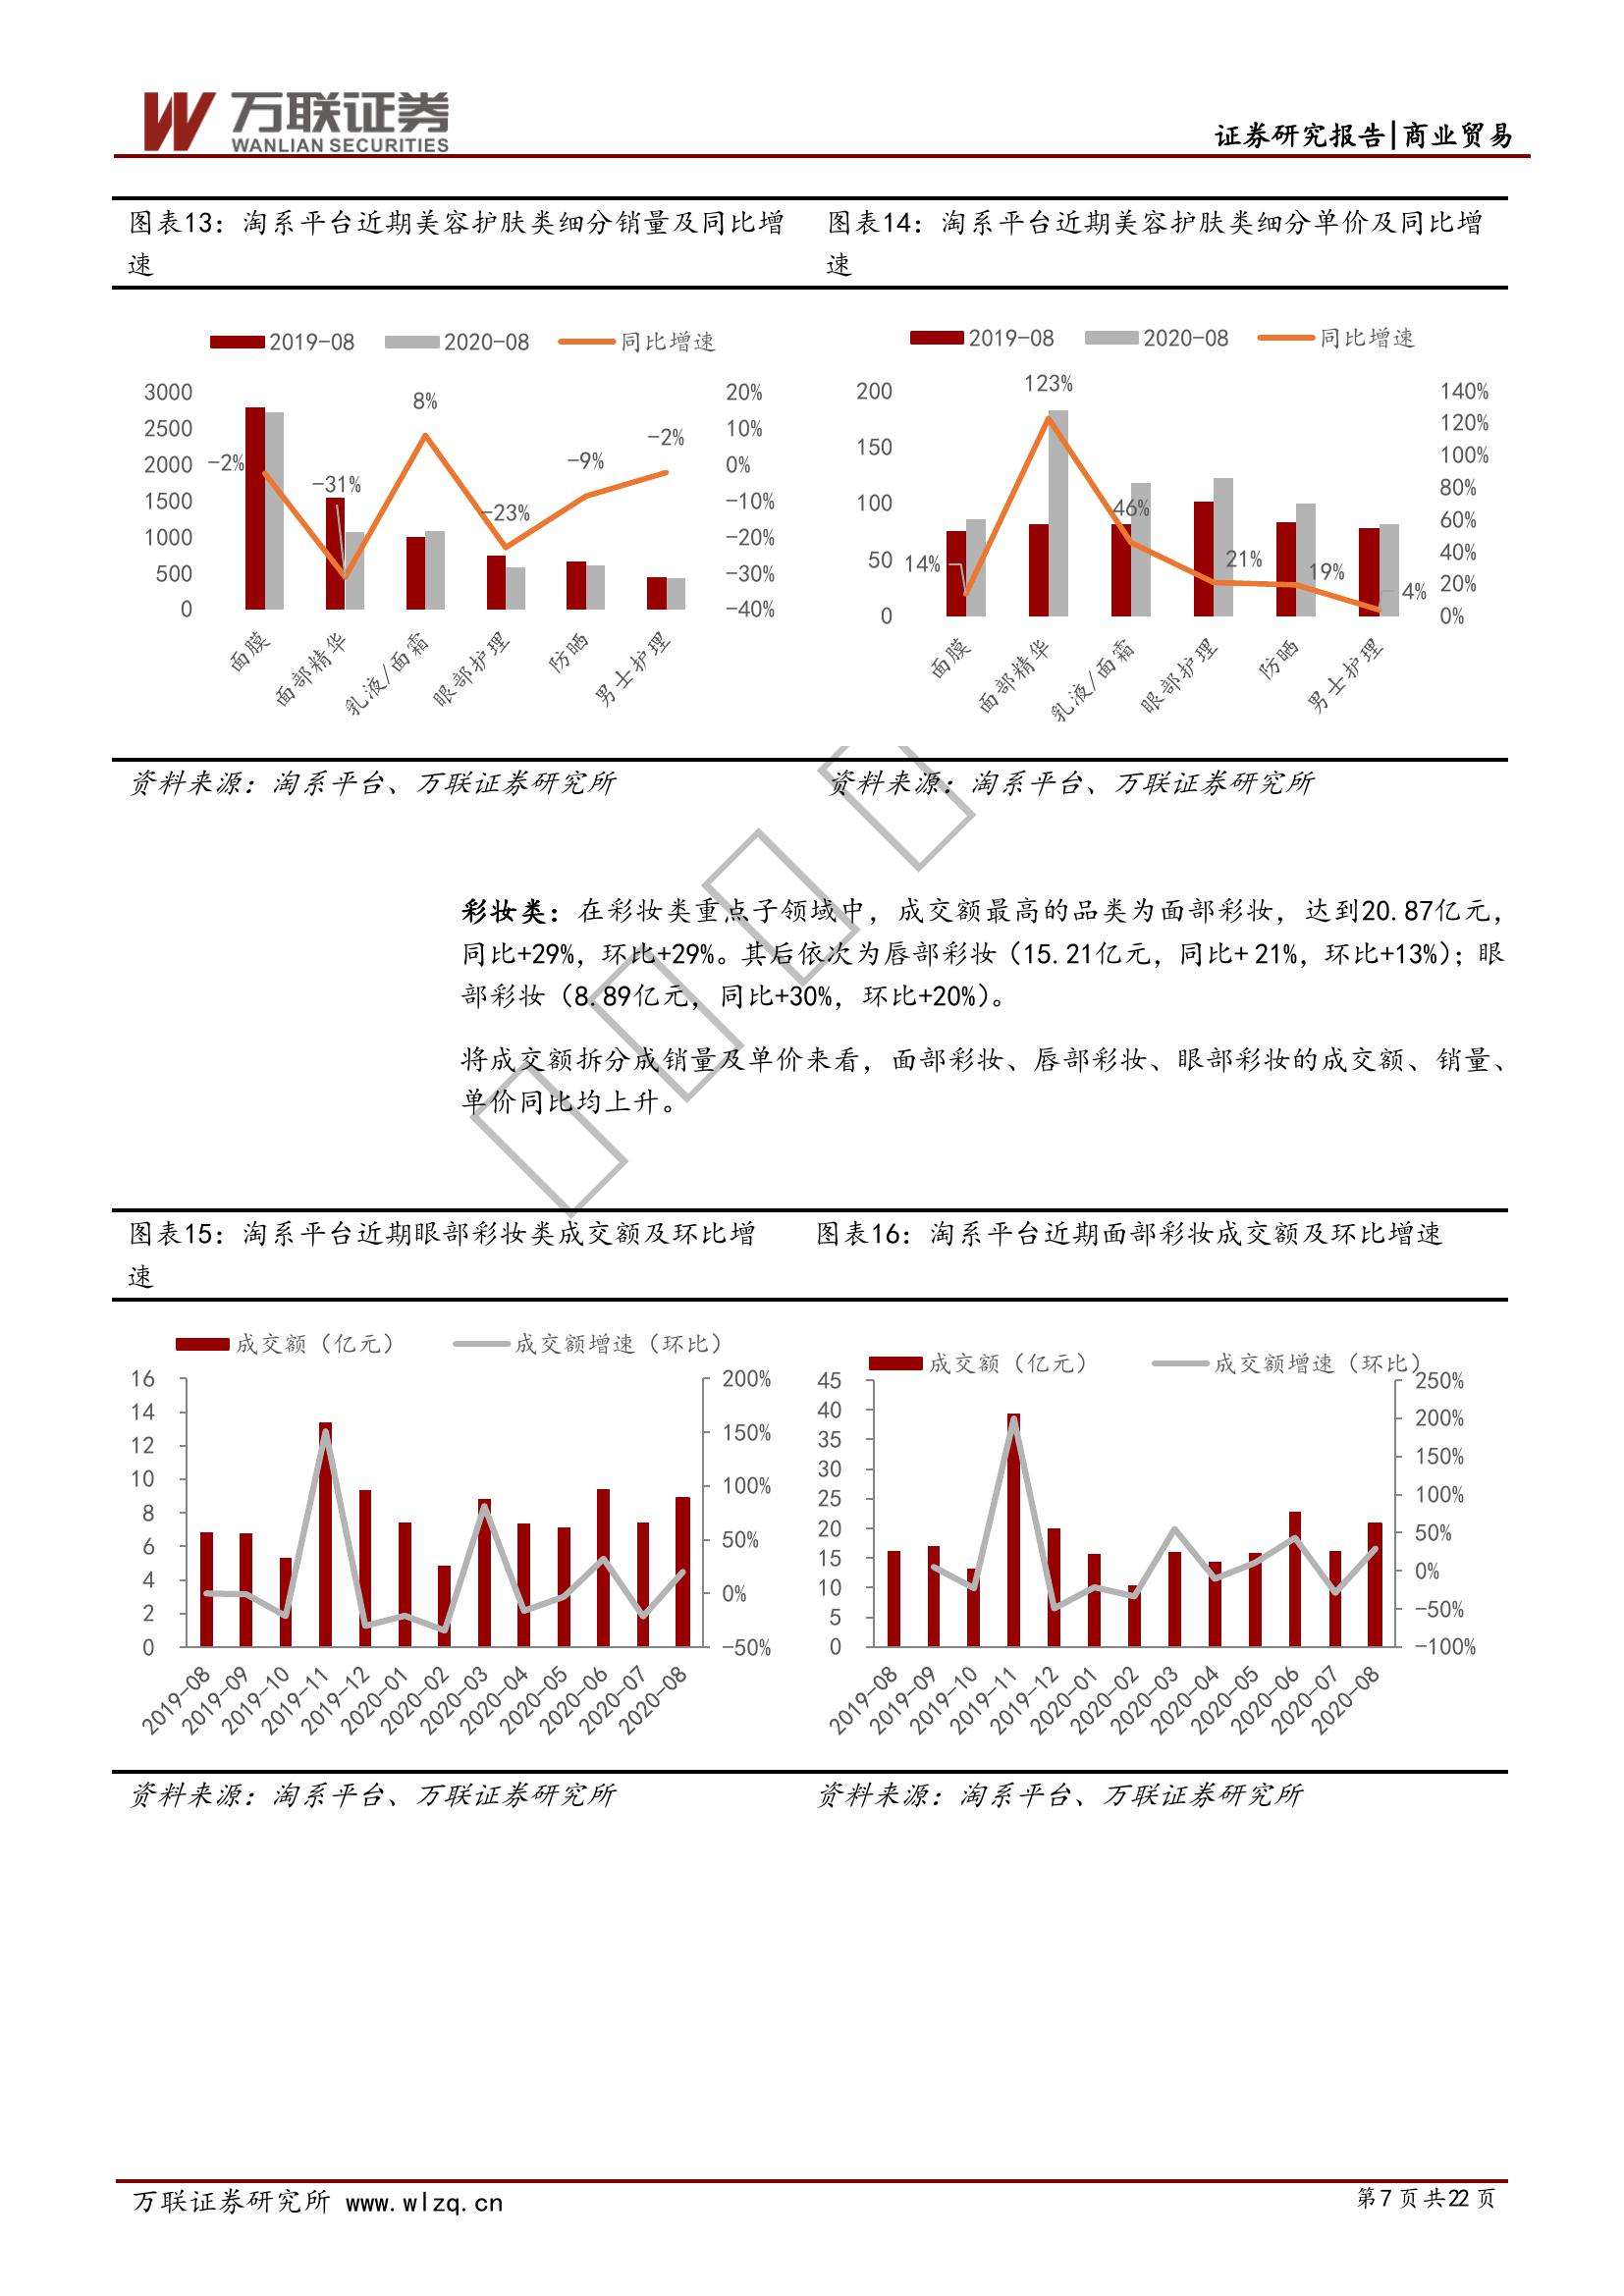 万联证券
WANLIAN SECURITIES
证券研究报告|商业贸易
图表13：淘系平台近期美容护肤类细分销量及同比增
速
2019-08 2020-08 同比增速
3000
2500
2000
1500
1000
500
0
20%
10%
0%
-10%
-20%
-30%
-40%
-2%
-31%
8%
-23%
-9%
-2%
面膜
面部精华
乳液/面霜
眼部护理
防晒
男士护理
资料来源：淘系平台、万联证券研究所
图表14：淘系平台近期美容护肤类细分单价及同比增
速
2019-08 2020-08 同比增速
200
150
100
50
0
140%
120%
100%
80%
60%
40%
20%
0%
14%
123%
46%
21%
19%
4%
面膜
面部精华
乳液/面霜
眼部护理
防晒
男士护理
资料来源：淘系平台、万联证券研究所
彩妆类：在彩妆类重点子领域中，成交额最高的品类为面部彩妆，达到20.87亿元，
同比+29%，环比+29%。其后依次为唇部彩妆（15.21亿元，同比+21%，环比+13%）；眼
部彩妆（8.89亿元，同比+30%，环比+20%）。
将成交额拆分成销量及单价来看，面部彩妆、唇部彩妆、眼部彩妆的成交额、销量、
单价同比均上升。
图表15：淘系平台近期眼部彩妆类成交额及环比增
速
成交额（亿元） 成交额增速（环比）
16
14
12
10
8
6
4
2
0
200%
150%
100%
50%
0%
-50%
2019-08
2019-09
2019-10
2019-11
2019-12
2020-01
2020-02
2020-03
2020-04
2020-05
2020-06
2020-07
2020-08
资料来源：淘系平台、万联证券研究所
图表16：淘系平台近期面部彩妆成交额及环比增速
成交额（亿元） 成交额增速（环比）
45
40
35
30
25
20
15
10
5
0
250%
200%
150%
100%
50%
0%
-50%
-100%
2019-08
2019-09
2019-10
2019-11
2019-12
2020-01
2020-02
2020-03
2020-04
2020-05
2020-06
2020-07
2020-08
资料来源：淘系平台、万联证券研究所
万联证券研究所 www.wlzq.cn
第7页共22页